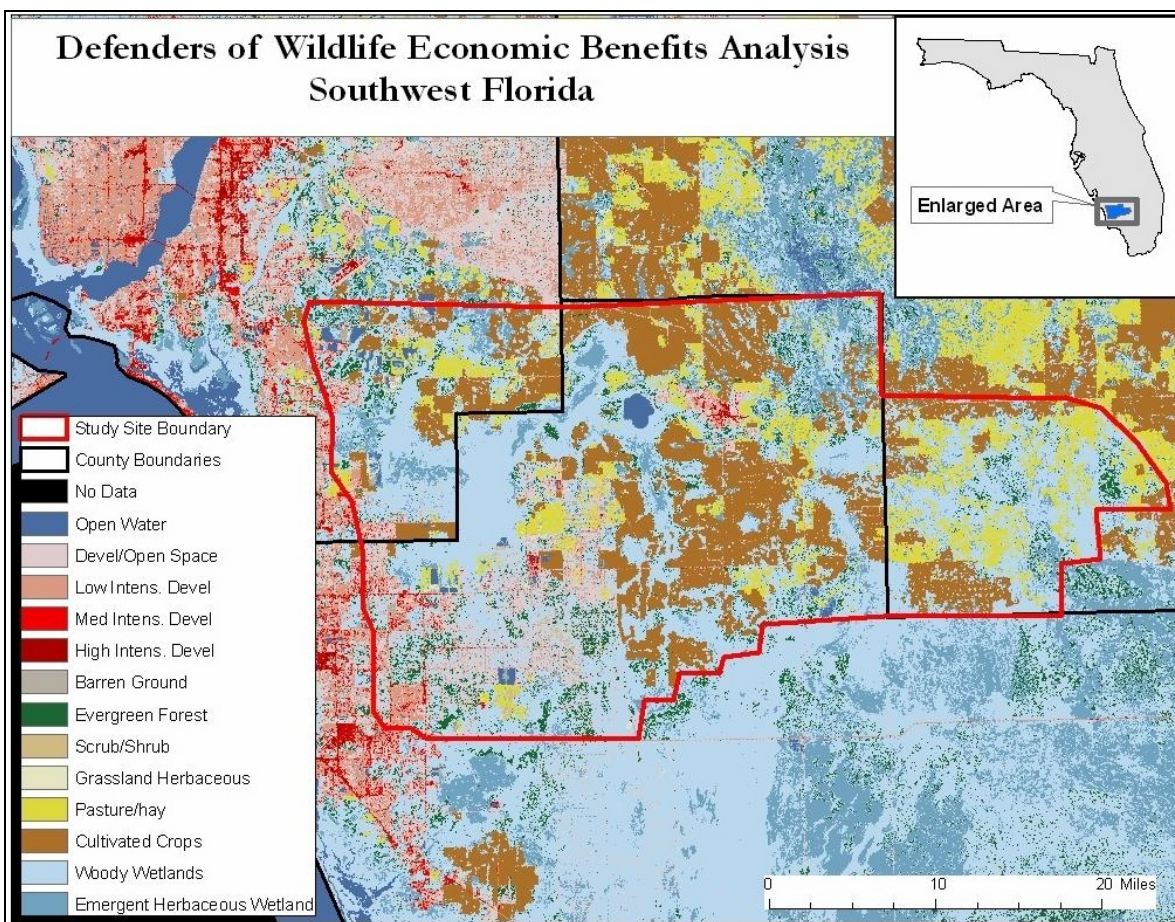 Defenders of Wildlife Economic Benefits Analysis
Southwest Florida
Enlarged Area
Study Site Boundary
County Boundaries
No Data
Open Water
Devel/Open Space
Low Intens. Devel
Med Intens. Devel
High Intens. Devel
Barren Ground
Evergreen Forest
Scrub/Shrub
Grassland Herbaceous
Pasture/hay
Cultivated Crops
Woody Wetlands
Emergent Herbaceous Wetland
0 10 20 Miles